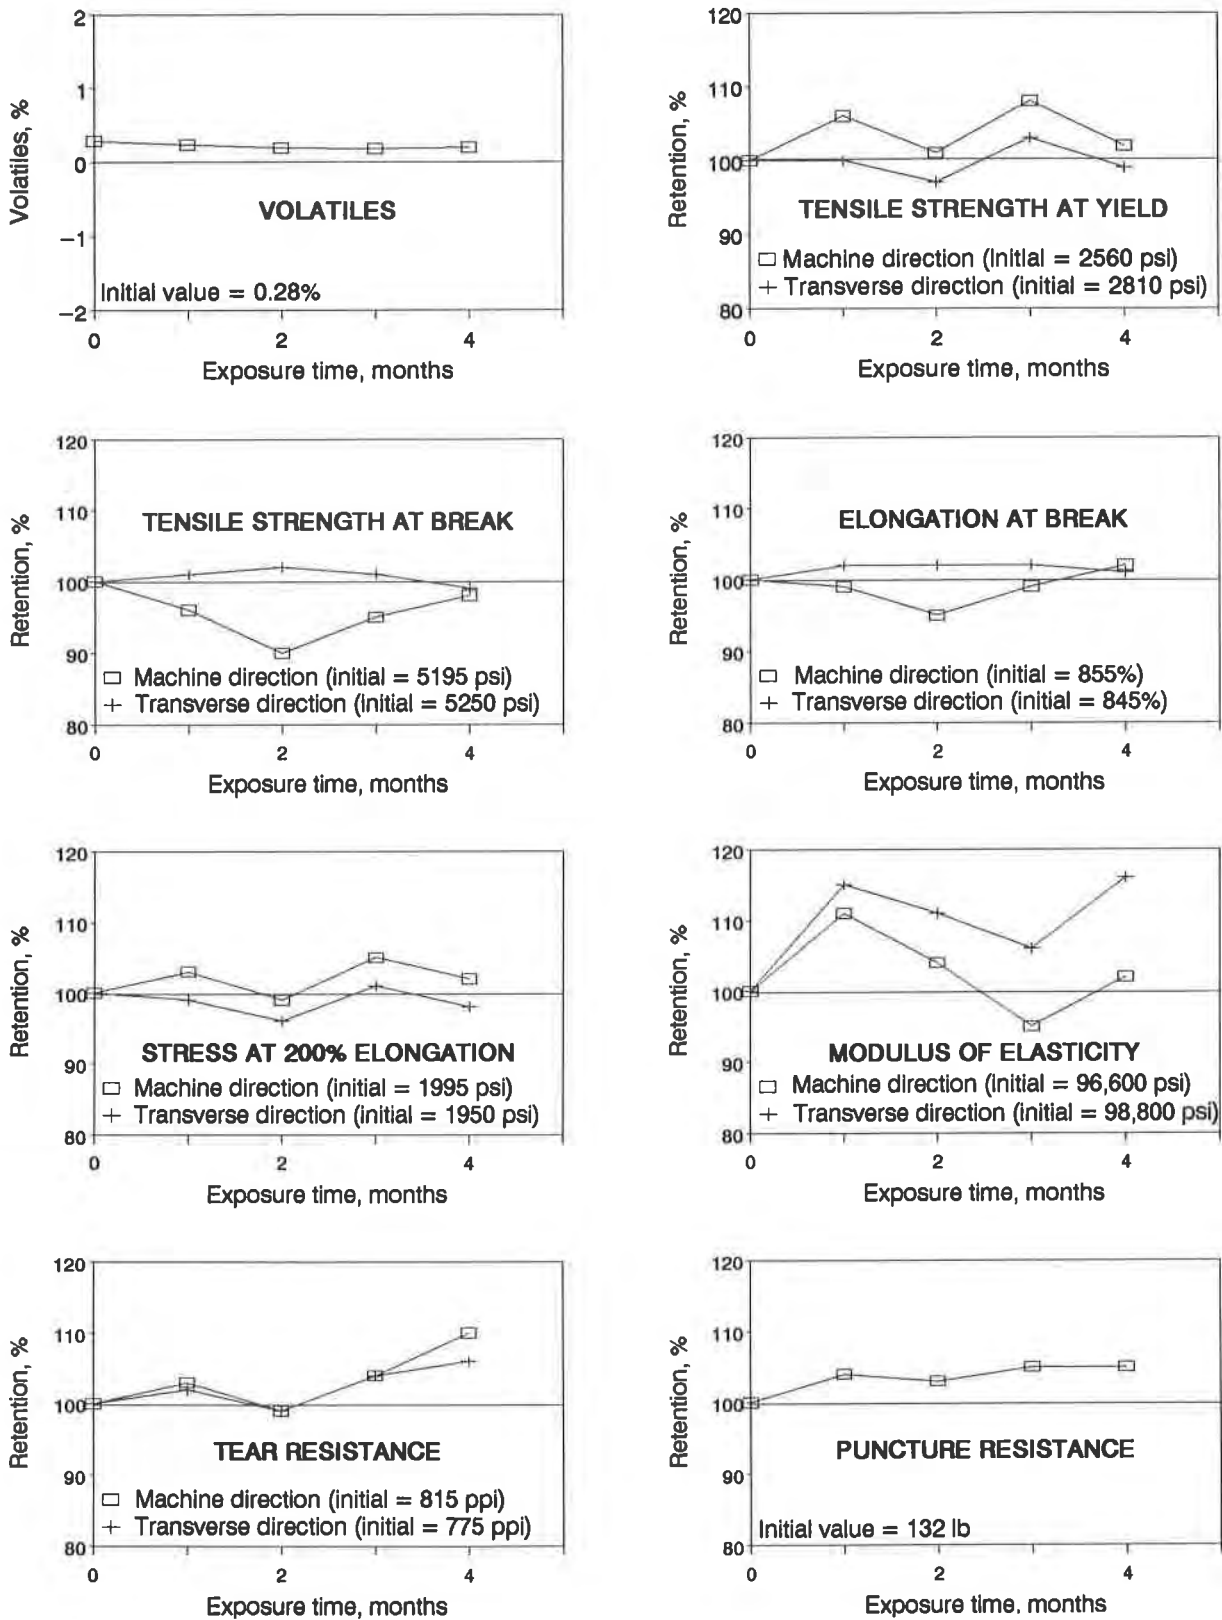 2
1
0
−1
−2
Volatiles, %
VOLATILES
Initial value = 0.28%
0 2 4
Exposure time, months
120
110
100
90
80
Retention, %
TENSILE STRENGTH AT YIELD
Machine direction (initial = 2560 psi)
Transverse direction (initial = 2810 psi)
0 2 4
Exposure time, months
120
110
100
90
80
Retention, %
TENSILE STRENGTH AT BREAK
Machine direction (initial = 5195 psi)
Transverse direction (initial = 5250 psi)
0 2 4
Exposure time, months
120
110
100
90
80
Retention, %
ELONGATION AT BREAK
Machine direction (initial = 855%)
Transverse direction (initial = 845%)
0 2 4
Exposure time, months
120
110
100
90
80
Retention, %
STRESS AT 200% ELONGATION
Machine direction (initial = 1995 psi)
Transverse direction (initial = 1950 psi)
0 2 4
Exposure time, months
120
110
100
90
80
Retention, %
MODULUS OF ELASTICITY
Machine direction (initial = 96,600 psi)
Transverse direction (initial = 98,800 psi)
0 2 4
Exposure time, months
120
110
100
90
80
Retention, %
TEAR RESISTANCE
Machine direction (initial = 815 ppi)
Transverse direction (initial = 775 ppi)
0 2 4
Exposure time, months
120
110
100
90
80
Retention, %
PUNCTURE RESISTANCE
Initial value = 132 lb
0 2 4
Exposure time, months